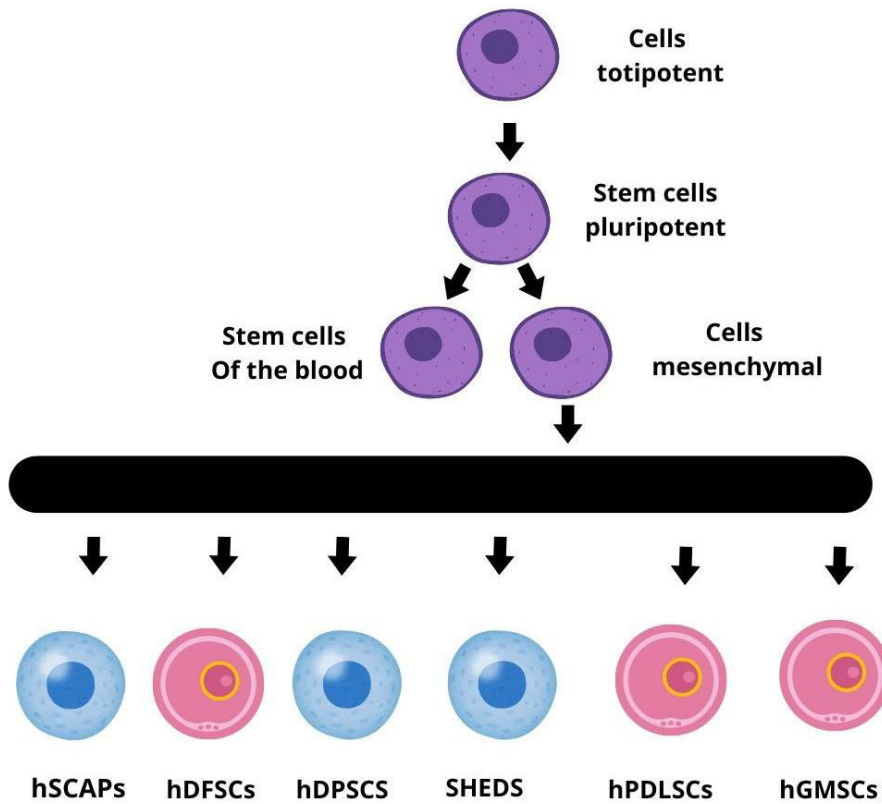 Cells
totipotent
Stem cells
pluripotent
Stem cells
Of the blood
Cells
mesenchymal
hSCAPs
hDFSCs
hDPSCS
SHEDS
hPDLSCs
hGMSCs